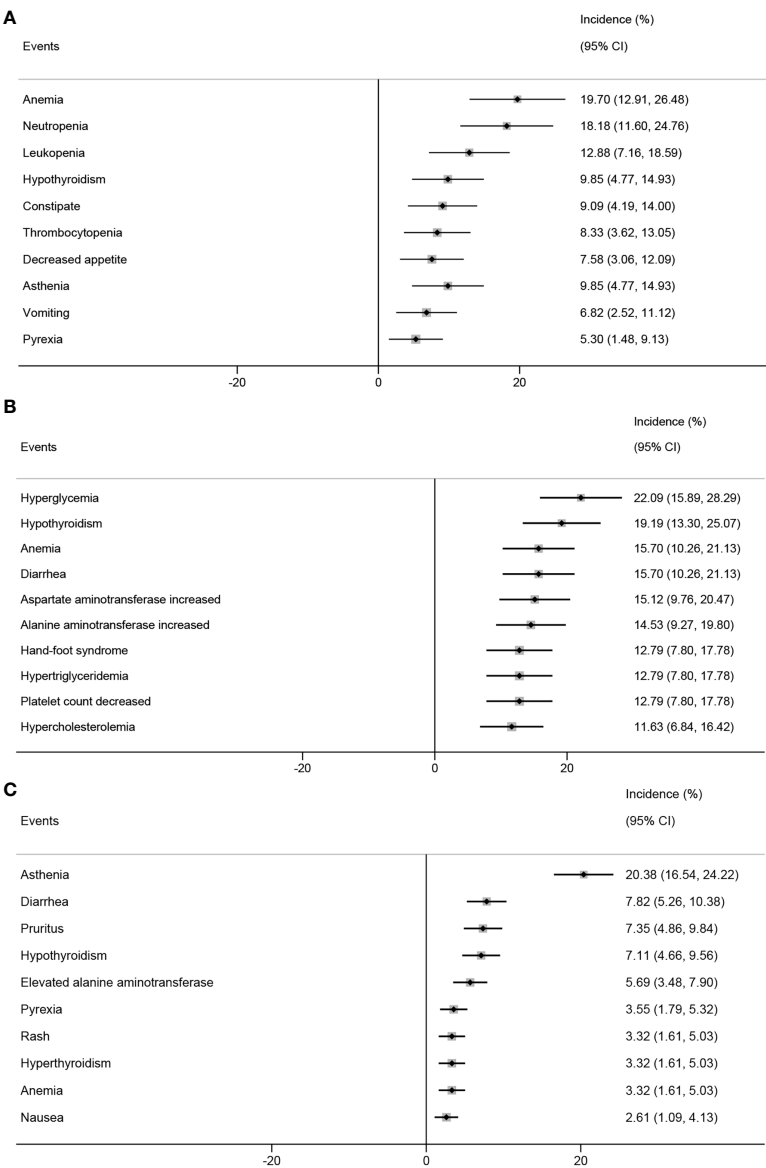 A
Incidence (%)
Events (95% CI)
Anemia 19.70 (12.91, 26.48)
Neutropenia 18.18 (11.60, 24.76)
Leukopenia 12.88 (7.16, 18.59)
Hypothyroidism 9.85 (4.77, 14.93)
Constipate 9.09 (4.19, 14.00)
Thrombocytopenia 8.33 (3.62, 13.05)
Decreased appetite 7.58 (3.06, 12.09)
Asthenia 9.85 (4.77, 14.93)
Vomiting 6.82 (2.52, 11.12)
Pyrexia 5.30 (1.48, 9.13)
-20 0 20
B
Incidence (%)
Events (95% CI)
Hyperglycemia 22.09 (15.89, 28.29)
Hypothyroidism 19.19 (13.30, 25.07)
Anemia 15.70 (10.26, 21.13)
Diarrhea 15.70 (10.26, 21.13)
Aspartate aminotransferase increased 15.12 (9.76, 20.47)
Alanine aminotransferase increased 14.53 (9.27, 19.80)
Hand-foot syndrome 12.79 (7.80, 17.78)
Hypertriglyceridemia 12.79 (7.80, 17.78)
Platelet count decreased 12.79 (7.80, 17.78)
Hypercholesterolemia 11.63 (6.84, 16.42)
-20 0 20
C
Incidence (%)
Events (95% CI)
Asthenia 20.38 (16.54, 24.22)
Diarrhea 7.82 (5.26, 10.38)
Pruritus 7.35 (4.86, 9.84)
Hypothyroidism 7.11 (4.66, 9.56)
Elevated alanine aminotransferase 5.69 (3.48, 7.90)
Pyrexia 3.55 (1.79, 5.32)
Rash 3.32 (1.61, 5.03)
Hyperthyroidism 3.32 (1.61, 5.03)
Anemia 3.32 (1.61, 5.03)
Nausea 2.61 (1.09, 4.13)
-20 0 20